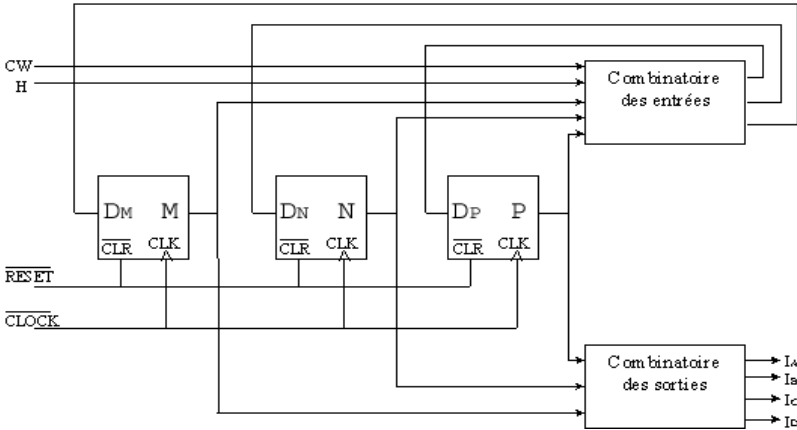 CW
H
Combinatoire
des entrées
DM M
CLR CLK
DN N
CLR CLK
DP P
CLR CLK
RESET
CLOCK
Combinatoire
des sorties
IA
IB
IC
ID